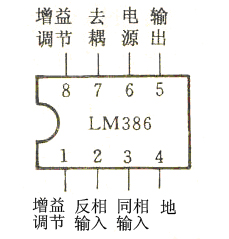 增益 去 电 输
调节 耦 源 出
8 7 6 5
LM386
1 2 3 4
增益 反相 同相 地
调节 输入 输入